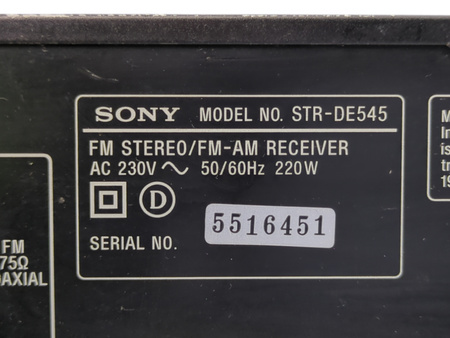 SONY MODEL NO. STR-DE545
FM STEREO/FM-AM RECEIVER
AC 230V ~ 50/60Hz 220W
D
SERIAL NO. 5516451
FM
75Ω